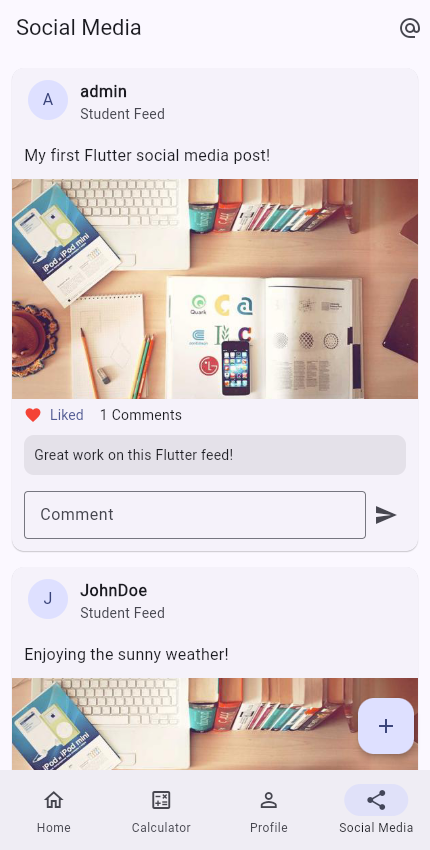 Social Media
A
admin
Student Feed
My first Flutter social media post!
iPod + iPod mini
Quark
LG
Liked
1 Comments
Great work on this Flutter feed!
Comment
J
JohnDoe
Student Feed
Enjoying the sunny weather!
iPod + iPod mini
+
Home
Calculator
Profile
Social Media